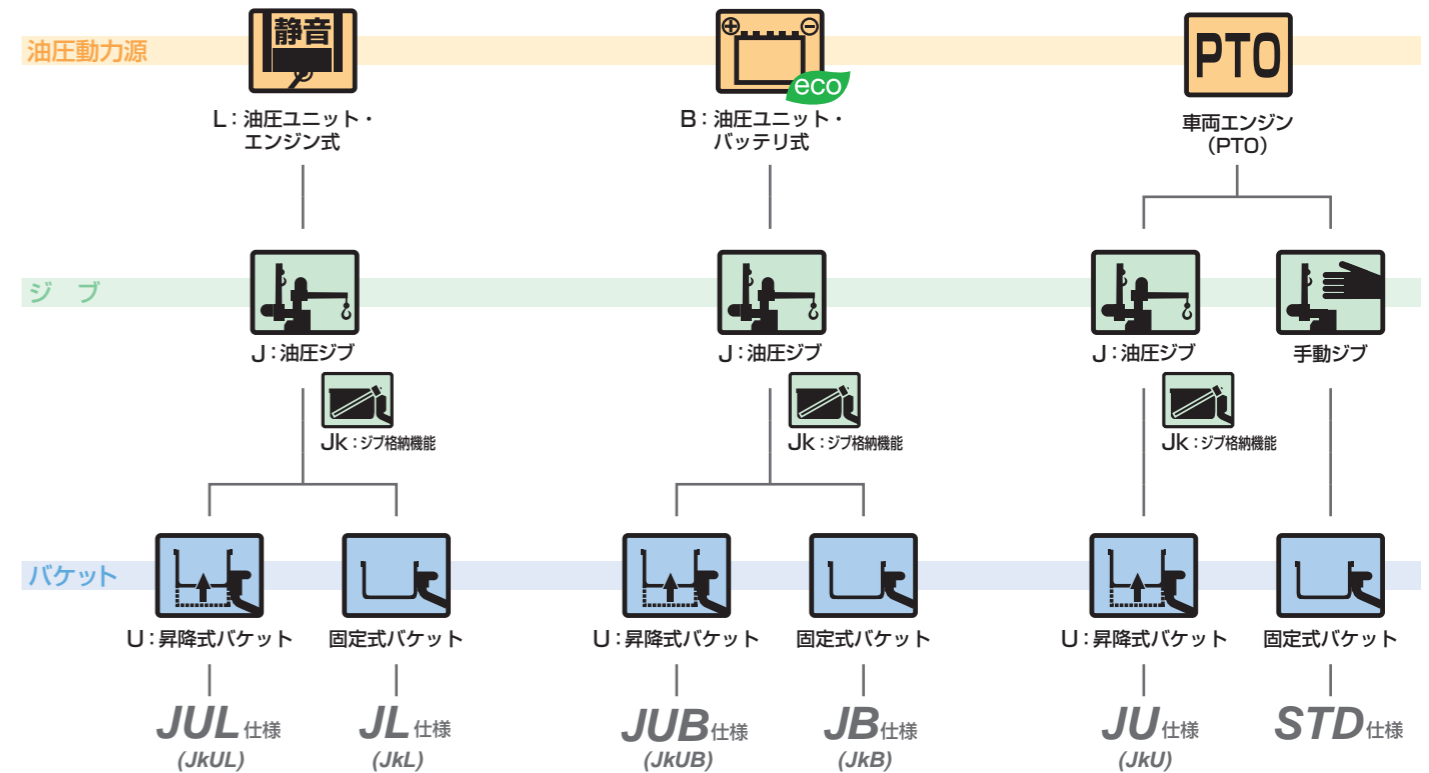 油圧動力源
静音
eco
PTO
L：油圧ユニット・
エンジン式
B：油圧ユニット・
バッテリ式
車両エンジン
（PTO）
ジ ブ
J：油圧ジブ
J：油圧ジブ
J：油圧ジブ
手動ジブ
Jk：ジブ格納機能
Jk：ジブ格納機能
Jk：ジブ格納機能
バケット
U：昇降式バケット
固定式バケット
U：昇降式バケット
固定式バケット
U：昇降式バケット
固定式バケット
JUL仕様
(JkUL)
JL仕様
(JkL)
JUB仕様
(JkUB)
JB仕様
(JkB)
JU仕様
(JkU)
STD仕様